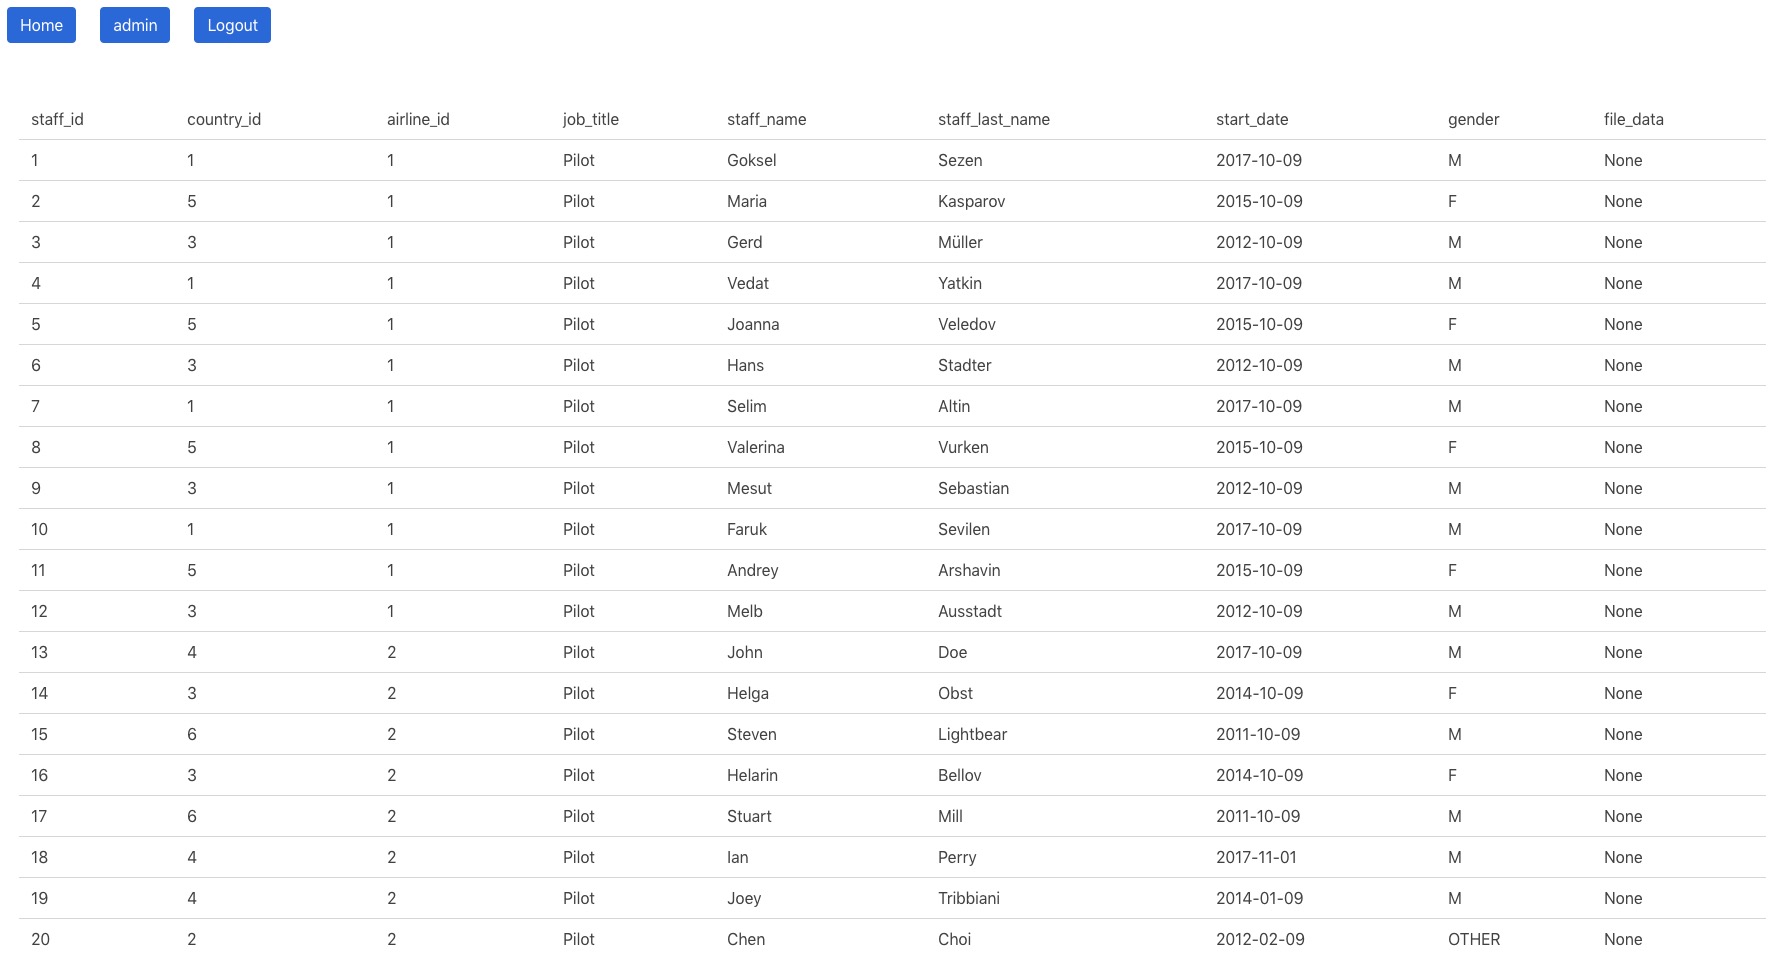 Home admin Logout
staff_id country_id airline_id job_title staff_name staff_last_name start_date gender file_data
1 1 1 Pilot Goksel Sezen 2017-10-09 M None
2 5 1 Pilot Maria Kasparov 2015-10-09 F None
3 3 1 Pilot Gerd Müller 2012-10-09 M None
4 1 1 Pilot Vedat Yatkin 2017-10-09 M None
5 5 1 Pilot Joanna Veledov 2015-10-09 F None
6 3 1 Pilot Hans Stadter 2012-10-09 M None
7 1 1 Pilot Selim Altin 2017-10-09 M None
8 5 1 Pilot Valerina Vurken 2015-10-09 F None
9 3 1 Pilot Mesut Sebastian 2012-10-09 M None
10 1 1 Pilot Faruk Sevilen 2017-10-09 M None
11 5 1 Pilot Andrey Arshavin 2015-10-09 F None
12 3 1 Pilot Melb Ausstadt 2012-10-09 M None
13 4 2 Pilot John Doe 2017-10-09 M None
14 3 2 Pilot Helga Obst 2014-10-09 F None
15 6 2 Pilot Steven Lightbear 2011-10-09 M None
16 3 2 Pilot Helarin Bellov 2014-10-09 F None
17 6 2 Pilot Stuart Mill 2011-10-09 M None
18 4 2 Pilot Ian Perry 2017-11-01 M None
19 4 2 Pilot Joey Tribbiani 2014-01-09 M None
20 2 2 Pilot Chen Choi 2012-02-09 OTHER None